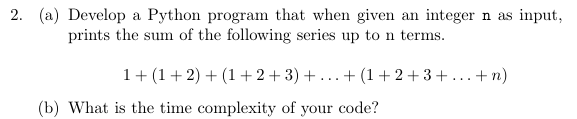 2. (a) Develop a Python program that when given an integer n as input,
prints the sum of the following series up to n terms.
1 + (1 + 2) + (1 + 2 + 3) + . . . + (1 + 2 + 3 + . . . + n)
(b) What is the time complexity of your code?